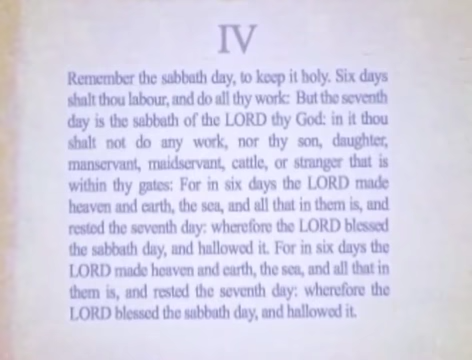 IV
Remember the sabbath day, to keep it holy. Six days
shalt thou labour, and do all thy work: But the seventh
day is the sabbath of the LORD thy God: in it thou
shalt not do any work, nor thy son, daughter,
manservant, maidservant, cattle, or stranger that is
within thy gates: For in six days the LORD made
heaven and earth, the sea, and all that in them is, and
rested the seventh day: wherefore the LORD blessed
the sabbath day, and hallowed it. For in six days the
LORD made heaven and earth, the sea, and all that in
them is, and rested the seventh day: wherefore the
LORD blessed the sabbath day, and hallowed it.